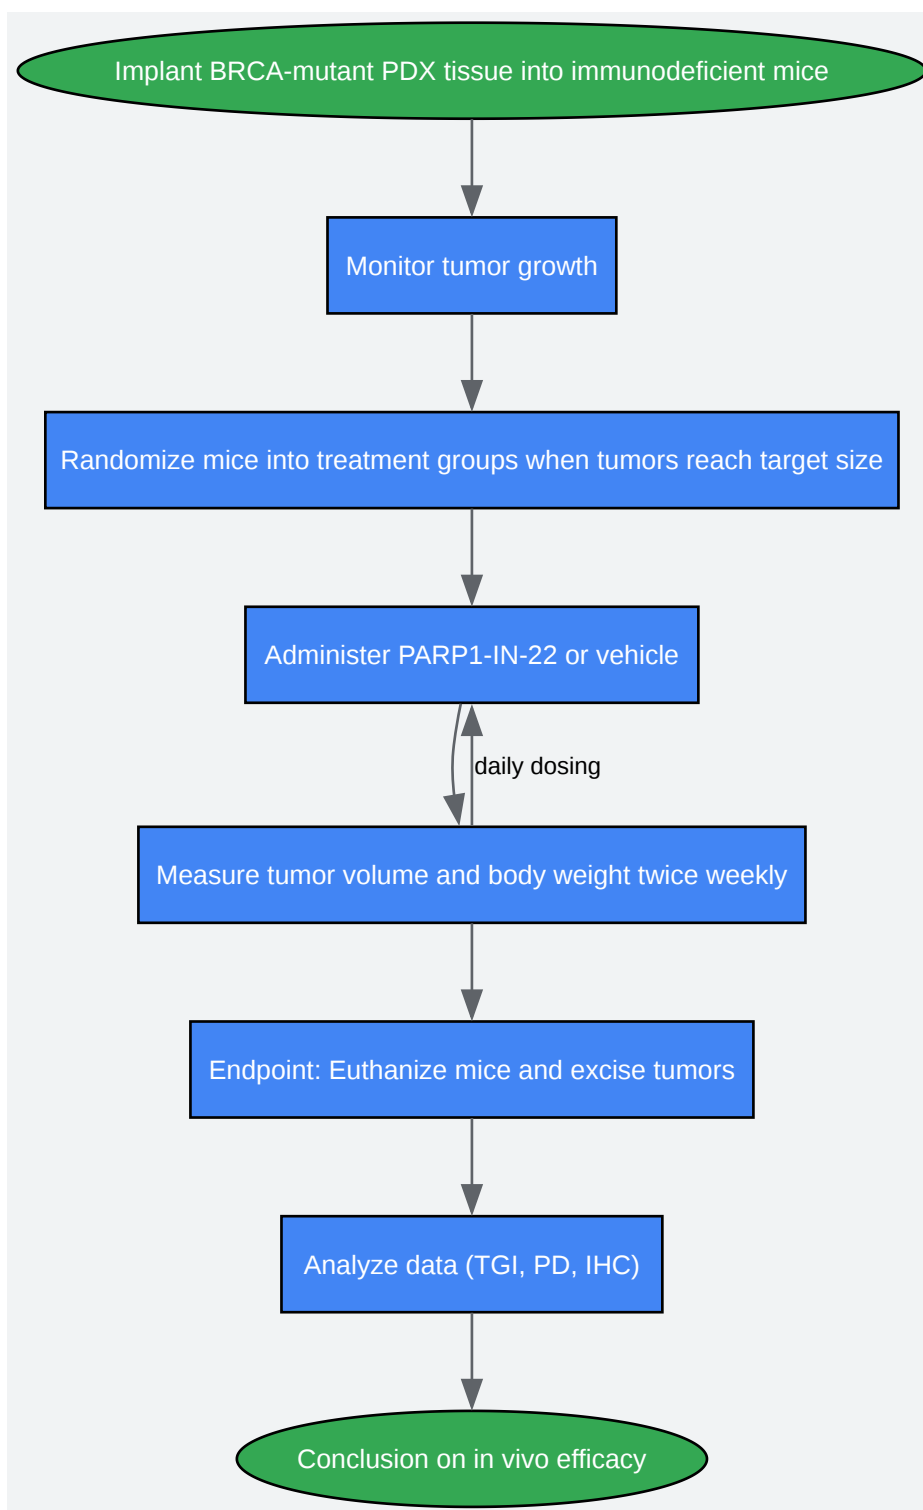 Implant BRCA-mutant PDX tissue into immunodeficient mice
Monitor tumor growth
Randomize mice into treatment groups when tumors reach target size
Administer PARP1-IN-22 or vehicle
daily dosing
Measure tumor volume and body weight twice weekly
Endpoint: Euthanize mice and excise tumors
Analyze data (TGI, PD, IHC)
Conclusion on in vivo efficacy